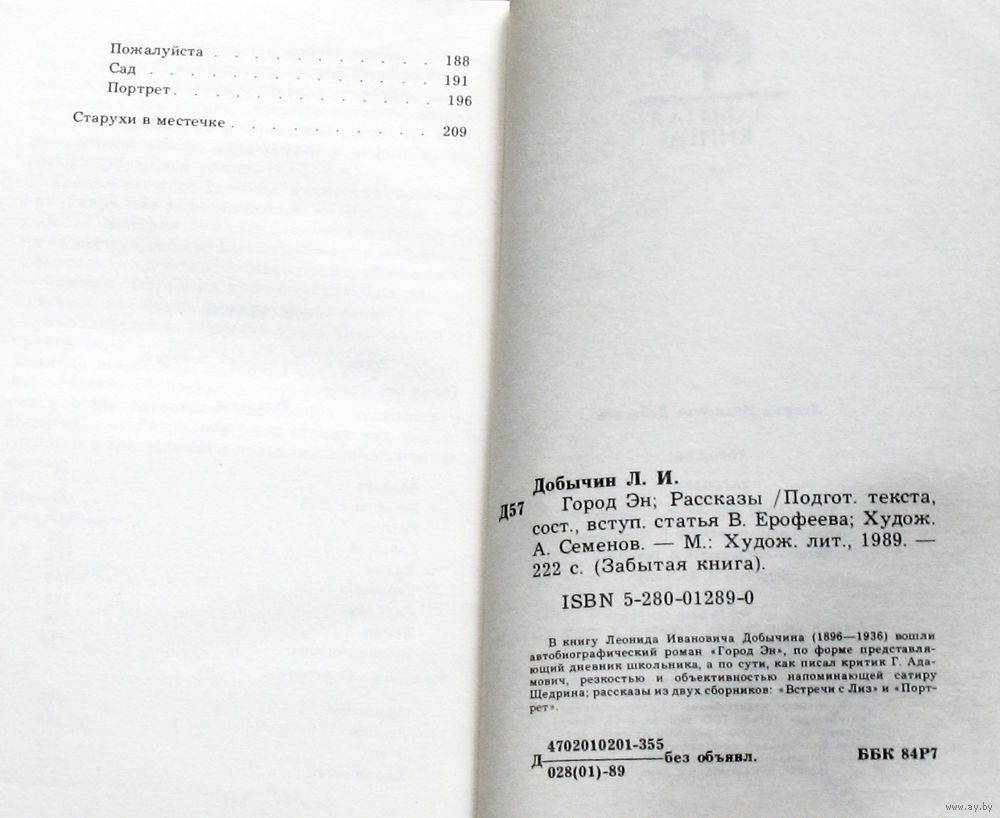 Пожалуйста . . . . . . . . . . . 188
Сад . . . . . . . . . . . . . 191
Портрет . . . . . . . . . . . . 196
Старухи в местечке . . . . . . . . . . 209
Добычин Л. И.
Д57
Город Эн; Рассказы /Подгот. текста,
сост., вступ. статья В. Ерофеева; Худож.
А. Семенов. — М.: Худож. лит., 1989. —
222 с. (Забытая книга).
ISBN 5-280-01289-0
В книгу Леонида Ивановича Добычина (1896—1936) вошли
автобиографический роман «Город Эн», по форме представля-
ющий дневник школьника, а по сути, как писал критик Г. Ада-
мович, резкостью и объективностью напоминающей сатиру
Щедрина; рассказы из двух сборников: «Встречи с Лиз» и «Порт-
рет».
4702010201-355
Д————без объявл. ББК 84Р7
028(01)-89
www.ay.by